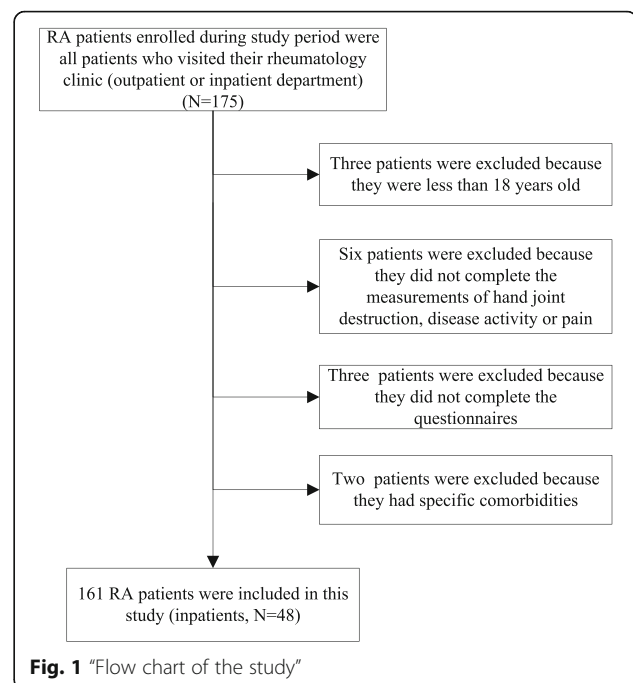 RA patients enrolled during study period were
all patients who visited their rheumatology
clinic (outpatient or inpatient department)
(N=175)
Three patients were excluded because
they were less than 18 years old
Six patients were excluded because
they did not complete the
measurements of hand joint
destruction, disease activity or pain
Three patients were excluded because
they did not complete the
questionnaires
Two patients were excluded because
they had specific comorbidities
161 RA patients were included in this
study (inpatients, N=48)
Fig. 1 "Flow chart of the study"